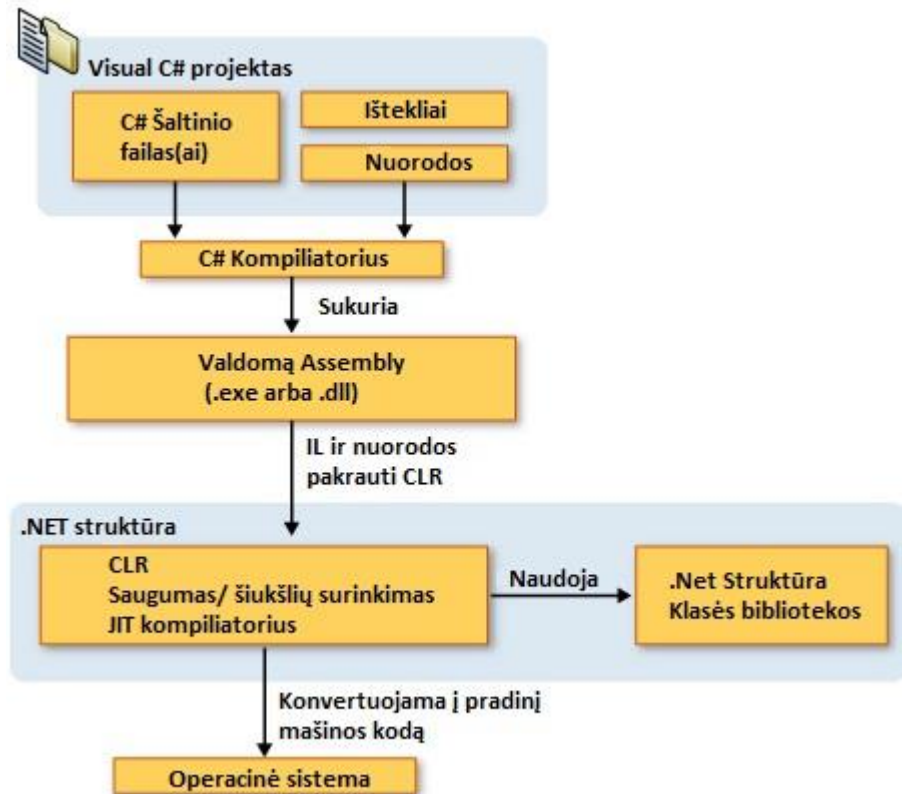 Visual C# projektas
C# Šaltinio
failas(ai)
Ištekliai
Nuorodos
C# Kompiliatorius
Sukuria
Valdomą Assembly
(.exe arba .dll)
IL ir nuorodos
pakrauti CLR
.NET struktūra
CLR
Saugumas/ šiukšlių surinkimas
JIT kompiliatorius
Naudoja
.Net Struktūra
Klasės bibliotekos
Konvertuojama į pradinį
mašinos kodą
Operacinė sistema